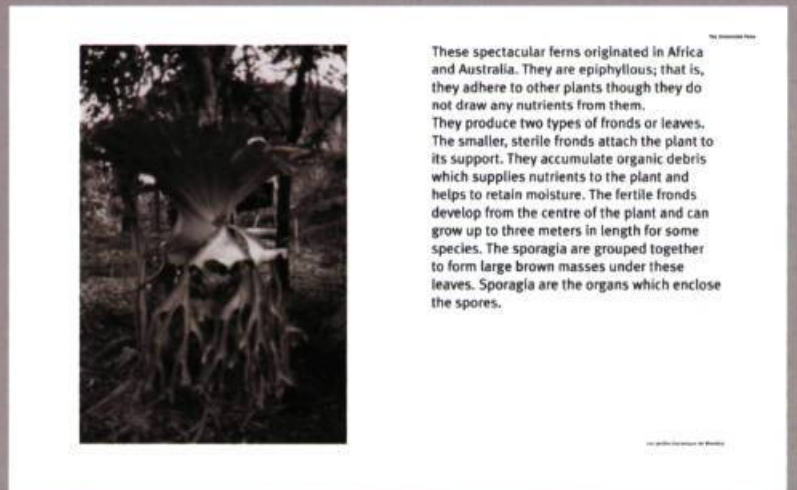 These spectacular ferns originated in Africa
and Australia. They are epiphyllous; that is,
they adhere to other plants though they do
not draw any nutrients from them.
They produce two types of fronds or leaves.
The smaller, sterile fronds attach the plant to
its support. They accumulate organic debris
which supplies nutrients to the plant and
helps to retain moisture. The fertile fronds
develop from the centre of the plant and can
grow up to three meters in length for some
species. The sporagia are grouped together
to form large brown masses under these
leaves. Sporagia are the organs which enclose
the spores.